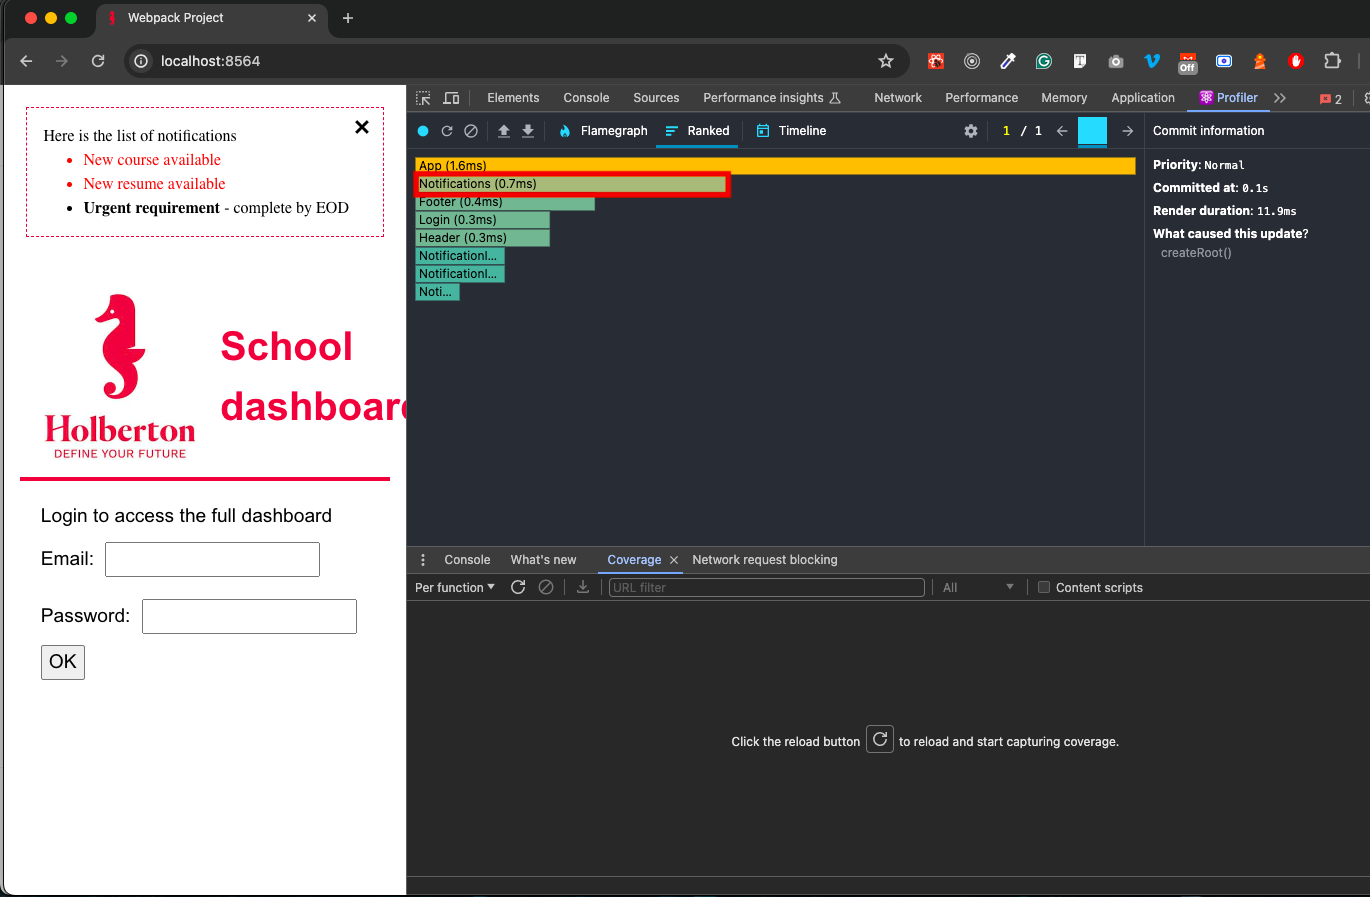 Webpack Project
localhost:8564
Off
Here is the list of notifications
New course available
New resume available
Urgent requirement - complete by EOD
School
dashboard
Holberton
DEFINE YOUR FUTURE
Login to access the full dashboard
Email:
Password:
OK
Elements Console Sources Performance insights Network Performance Memory Application Profiler 2
Flamegraph Ranked Timeline 1 / 1
App (1.6ms)
Notifications (0.7ms)
Footer (0.4ms)
Login (0.3ms)
Header (0.3ms)
NotificationI...
NotificationI...
Noti...
Commit information
Priority: Normal
Committed at: 0.1s
Render duration: 11.9ms
What caused this update?
createRoot()
Console What's new Coverage Network request blocking
Per function URL filter All Content scripts
Click the reload button to reload and start capturing coverage.